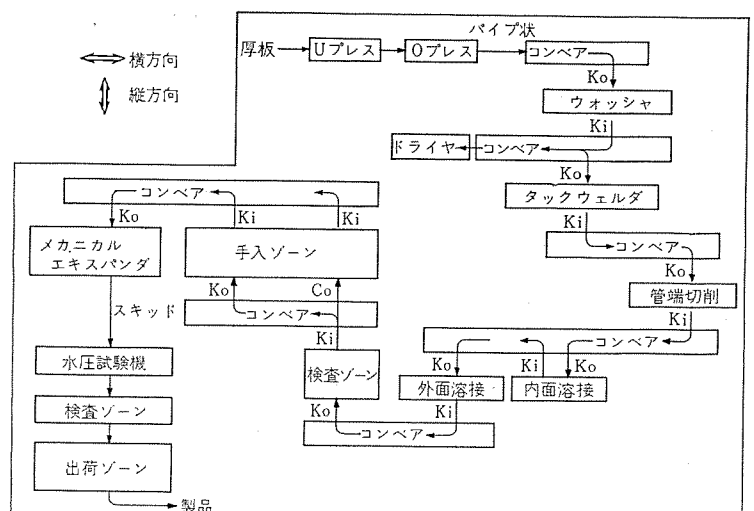 パイプ状
厚板
Uプレス
Oプレス
コンベア
横方向
縦方向
Ko
ウォッシャ
Ki
ドライヤ
コンベア
Ko
タックウェルダ
Ki
コンベア
Ko
管端切削
Ki
コンベア
Ko
Ki
Ko
外面溶接
内面溶接
Ki
コンベア
Ko
検査ゾーン
Ki
コンベア
Ko
Co
手入ゾーン
Ki
Ki
コンベア
Ko
メカニカル
エキスパンダ
スキッド
水圧試験機
検査ゾーン
出荷ゾーン
製品